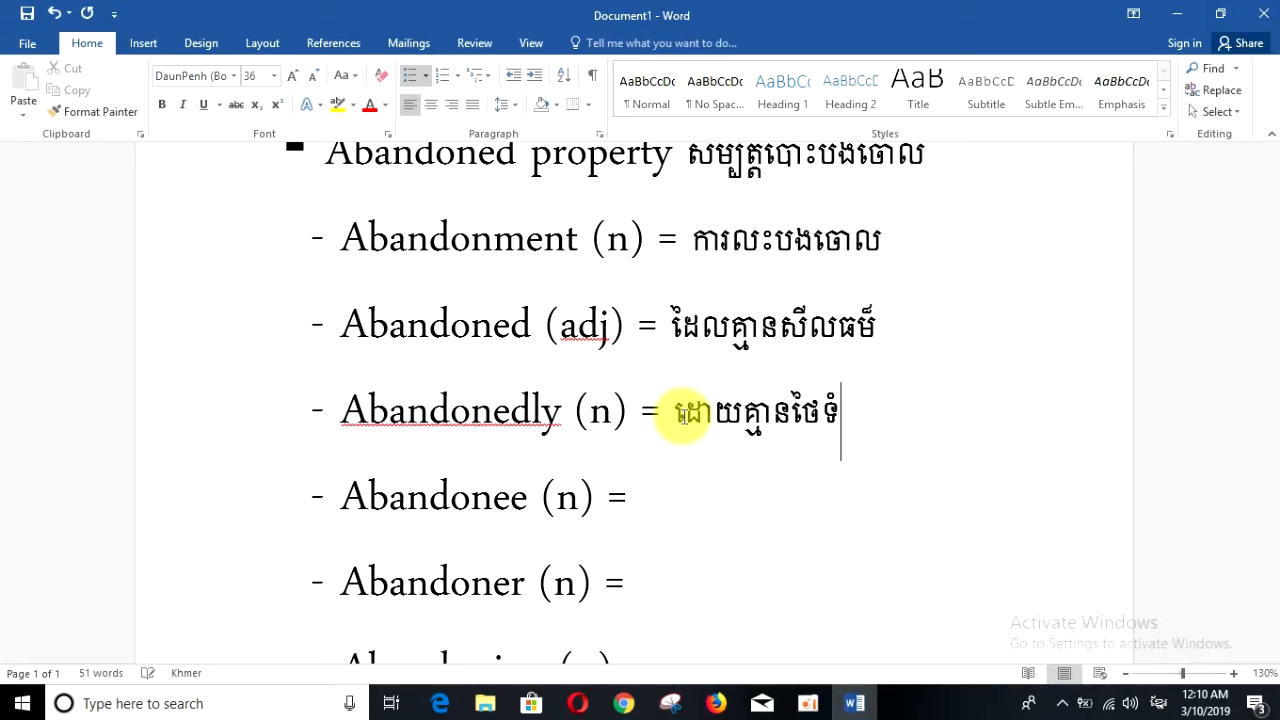 Document1 - Word
File Home Insert Design Layout References Mailings Review View Tell me what you want to do... Sign in Share
Paste Cut Copy Format Painter
DaunPenh (Bo 36
AaBbCcDc AaBbCcDc AaBbCc AaBbCcD AaB AaBbCcD AaBbCcDc
¶ Normal ¶ No Spac... Heading 1 Heading 2 Title Subtitle Subtle Em... Emphasis
Find Replace Select
Clipboard Font Paragraph Styles Editing
Abandoned property សម្បត្តបោះបងចោល
- Abandonment (n) = ការលះបងចោល
- Abandoned (adj) = ដែលគ្មានសីលធម៌
- Abandonedly (n) = ដោយគ្មានថៃទំ
- Abandonee (n) =
- Abandoner (n) =
Activate Windows
Go to Settings to activate Windows.
Page 1 of 1 51 words Khmer 130%
Type here to search
12:10 AM
3/10/2019